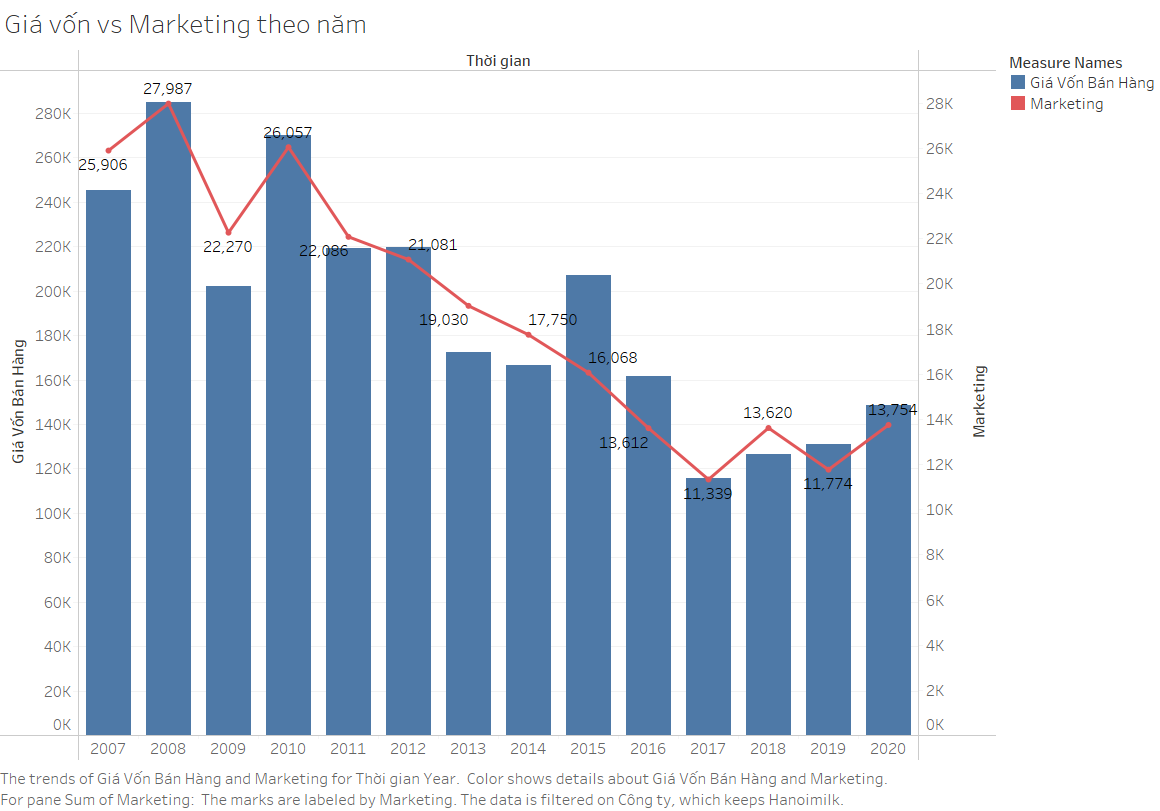 Giá vốn vs Marketing theo năm
Thời gian
Measure Names
Giá Vốn Bán Hàng
Marketing
280K
260K
240K
220K
200K
180K
160K
140K
120K
100K
80K
60K
40K
20K
0K
Giá Vốn Bán Hàng
25,906
27,987
22,270
26,057
22,086
21,081
19,030
17,750
16,068
13,612
11,339
13,620
11,774
13,754
28K
26K
24K
22K
20K
18K
16K
14K
12K
10K
8K
6K
4K
2K
0K
Marketing
2007 2008 2009 2010 2011 2012 2013 2014 2015 2016 2017 2018 2019 2020
The trends of Giá Vốn Bán Hàng and Marketing for Thời gian Year.  Color shows details about Giá Vốn Bán Hàng and Marketing.
For pane Sum of Marketing:  The marks are labeled by Marketing. The data is filtered on Công ty, which keeps Hanoimilk.